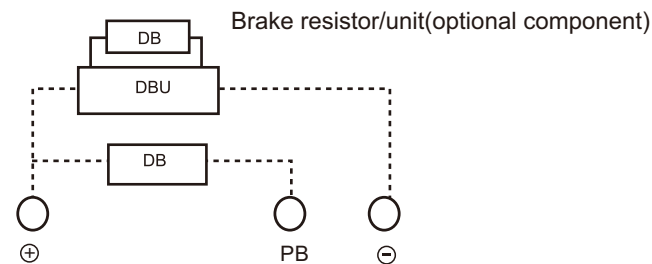 Brake resistor/unit(optional component)
DB
DBU
DB
⊕ PB ⊖